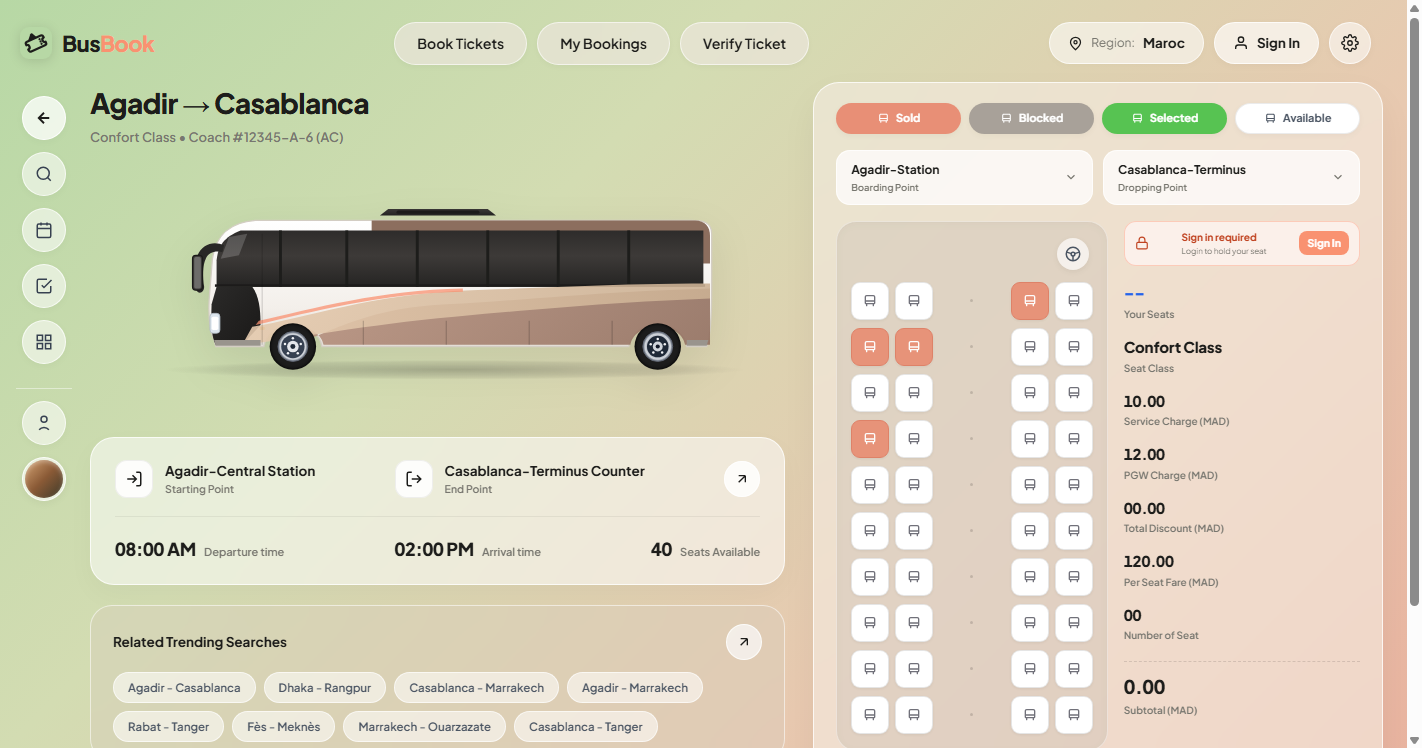 BusBook
Book Tickets
My Bookings
Verify Ticket
Region: Maroc
Sign In
Agadir → Casablanca
Confort Class • Coach #12345-A-6 (AC)
Agadir-Central Station
Starting Point
Casablanca-Terminus Counter
End Point
08:00 AM Departure time
02:00 PM Arrival time
40 Seats Available
Related Trending Searches
Agadir - Casablanca
Dhaka - Rangpur
Casablanca - Marrakech
Agadir - Marrakech
Rabat - Tanger
Fès - Meknès
Marrakech - Ouarzazate
Casablanca - Tanger
Sold
Blocked
Selected
Available
Agadir-Station
Boarding Point
Casablanca-Terminus
Dropping Point
Sign in required
Login to hold your seat
Sign In
--
Your Seats
Confort Class
Seat Class
10.00
Service Charge (MAD)
12.00
PGW Charge (MAD)
00.00
Total Discount (MAD)
120.00
Per Seat Fare (MAD)
00
Number of Seat
0.00
Subtotal (MAD)